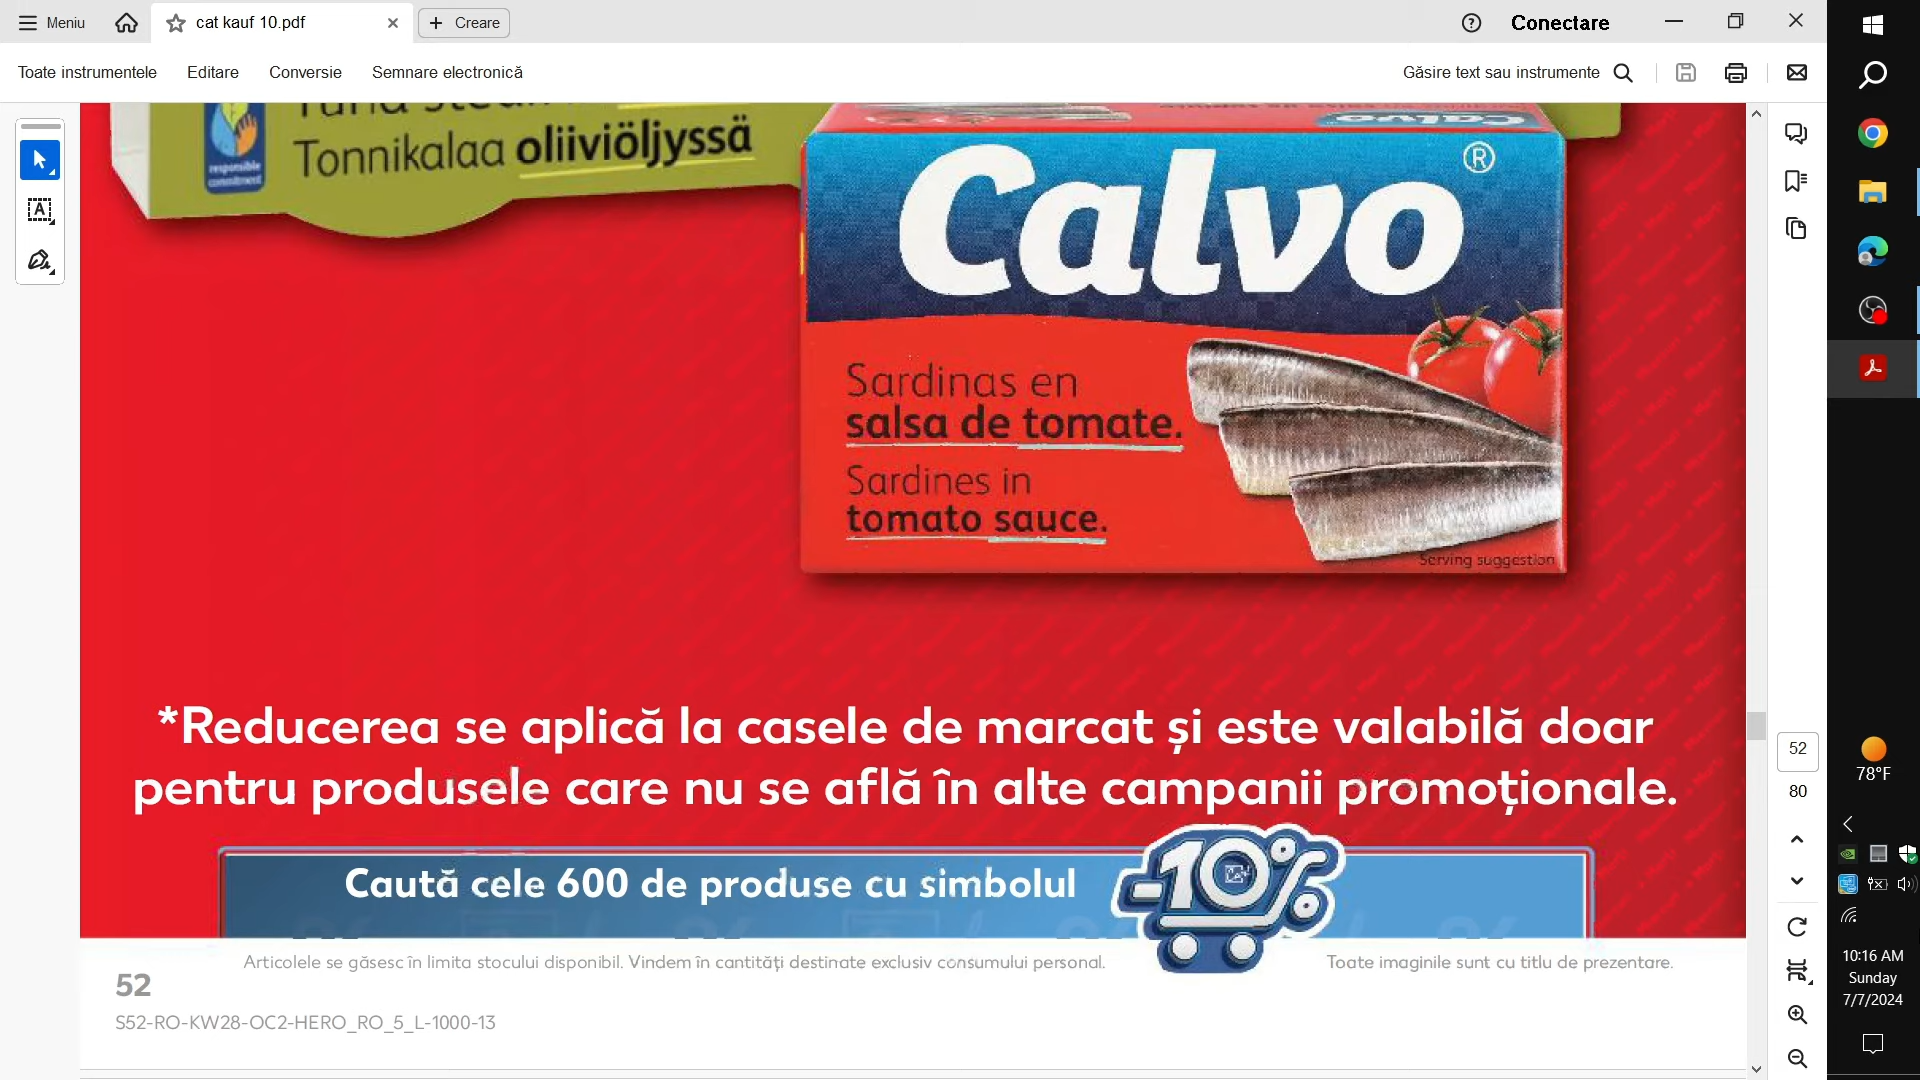 Meniu
cat kauf 10.pdf
Creare
Conectare
Toate instrumentele
Editare
Conversie
Semnare electronică
Găsire text sau instrumente
responsible
commitment
Tonnikalaa oliiviöljyssä
Calvo
Calvo®
Sardinas en
salsa de tomate.
Sardines in
tomato sauce.
Serving suggestion
*Reducerea se aplică la casele de marcat și este valabilă doar
pentru produsele care nu se află în alte campanii promoționale.
Caută cele 600 de produse cu simbolul
-10%
Articolele se găsesc în limita stocului disponibil. Vindem în cantități destinate exclusiv consumului personal.
Toate imaginile sunt cu titlu de prezentare.
52
S52-RO-KW28-OC2-HERO_RO_5_L-1000-13
52
80
78°F
10:16 AM
Sunday
7/7/2024